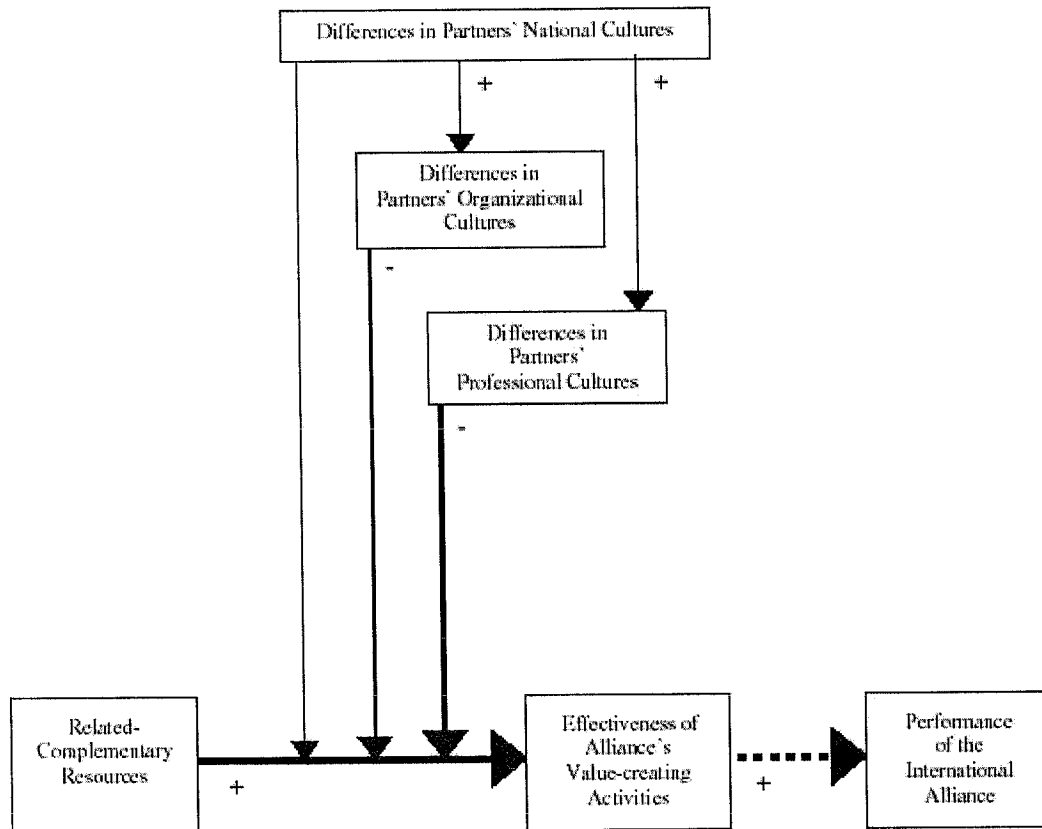 Differences in Partners' National Cultures
+
+
Differences in
Partners' Organizational
Cultures
-
Differences in
Partners'
Professional Cultures
-
Related-
Complementary
Resources
+
Effectiveness of
Alliance's
Value-creating
Activities
+
Performance
of the
International
Alliance